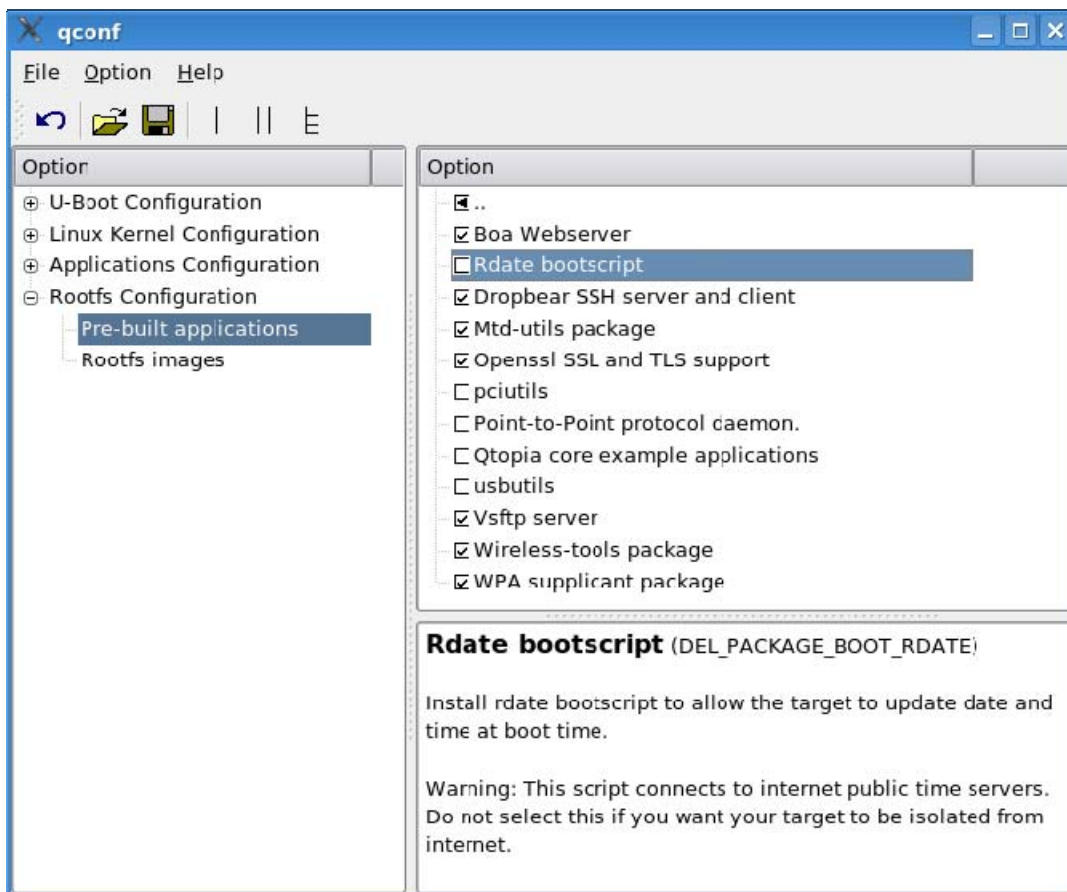 qconf
File Option Help
Option
U-Boot Configuration
Linux Kernel Configuration
Applications Configuration
Rootfs Configuration
Pre-built applications
Rootfs images
Option
..
Boa Webserver
Rdate bootscript
Dropbear SSH server and client
Mtd-utils package
Openssl SSL and TLS support
pciutils
Point-to-Point protocol daemon.
Qtopia core example applications
usbutils
Vsftp server
Wireless-tools package
WPA supplicant package
Rdate bootscript (DEL_PACKAGE_BOOT_RDATE)
Install rdate bootscript to allow the target to update date and
time at boot time.
Warning: This script connects to internet public time servers.
Do not select this if you want your target to be isolated from
internet.